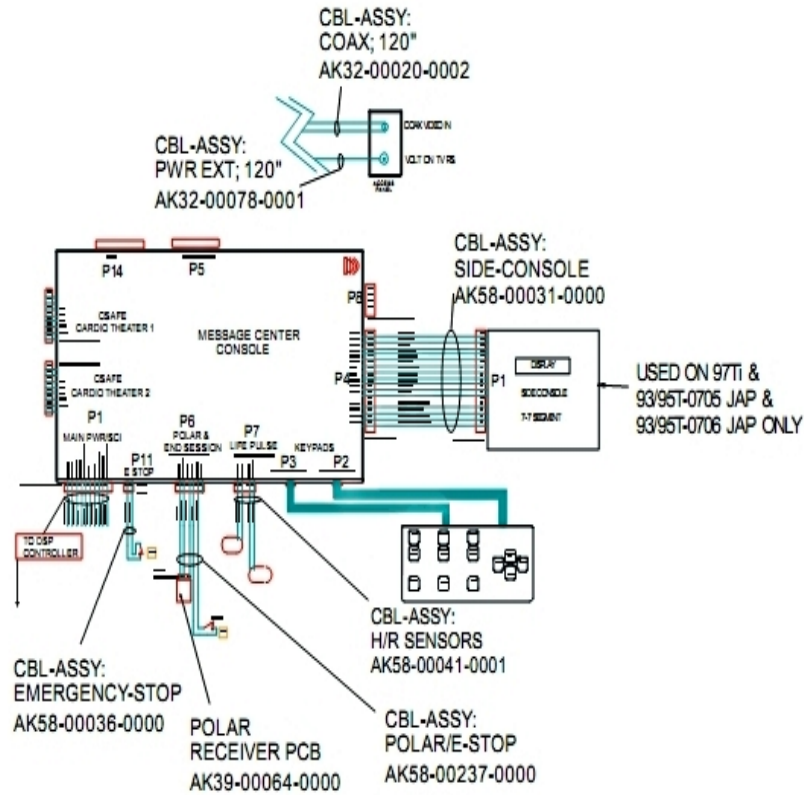 CBL-ASSY:
COAX; 120"
AK32-00020-0002
COAX VIDEO IN
CBL-ASSY:
PWR EXT; 120"
AK32-00078-0001
VOLT ON TV RS
ACCESS
PANEL
CBL-ASSY:
SIDE-CONSOLE
AK58-00031-0000
P14
P5
P8
CSAFE
CARDIO THEATER 1
MESSAGE CENTER
CONSOLE
CSAFE
CARDIO THEATER 2
P4
P1
DISPLAY
SIDE CONSOLE
7-7 SEGMENT
USED ON 97Ti &
93/95T-0705 JAP &
93/95T-0706 JAP ONLY
P1
MAIN PWR/SCI
P11
E STOP
P6
POLAR &
END SESSION
P7
LIFE PULSE
KEYPADS
P3
P2
TO DSP
CONTROLLER
CBL-ASSY:
H/R SENSORS
AK58-00041-0001
CBL-ASSY:
EMERGENCY-STOP
AK58-00036-0000
POLAR
RECEIVER PCB
AK39-00064-0000
CBL-ASSY:
POLAR/E-STOP
AK58-00237-0000